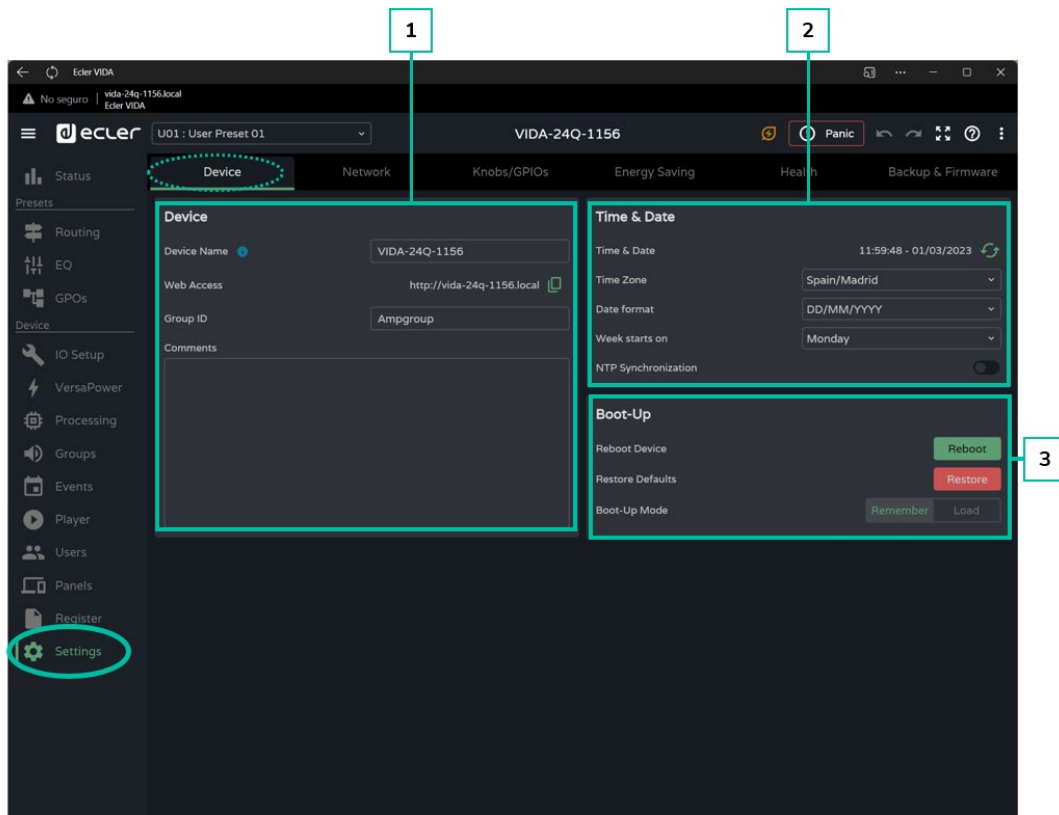 1
2
Ecler VIDA
No seguro | vida-24q-1156.local
Ecler VIDA
ecler
U01 : User Preset 01
VIDA-24Q-1156
Panic
Status
Device
Network
Knobs/GPIOs
Energy Saving
Health
Backup & Firmware
Presets
Routing
EQ
GPOs
Device
IO Setup
VersaPower
Processing
Groups
Events
Player
Users
Panels
Register
Settings
Device
Device Name
VIDA-24Q-1156
Web Access
http://vida-24q-1156.local
Group ID
Ampgroup
Comments
Time & Date
Time & Date
11:59:48 - 01/03/2023
Time Zone
Spain/Madrid
Date format
DD/MM/YYYY
Week starts on
Monday
NTP Synchronization
Boot-Up
Reboot Device
Reboot
Restore Defaults
Restore
Boot-Up Mode
Remember
Load
3